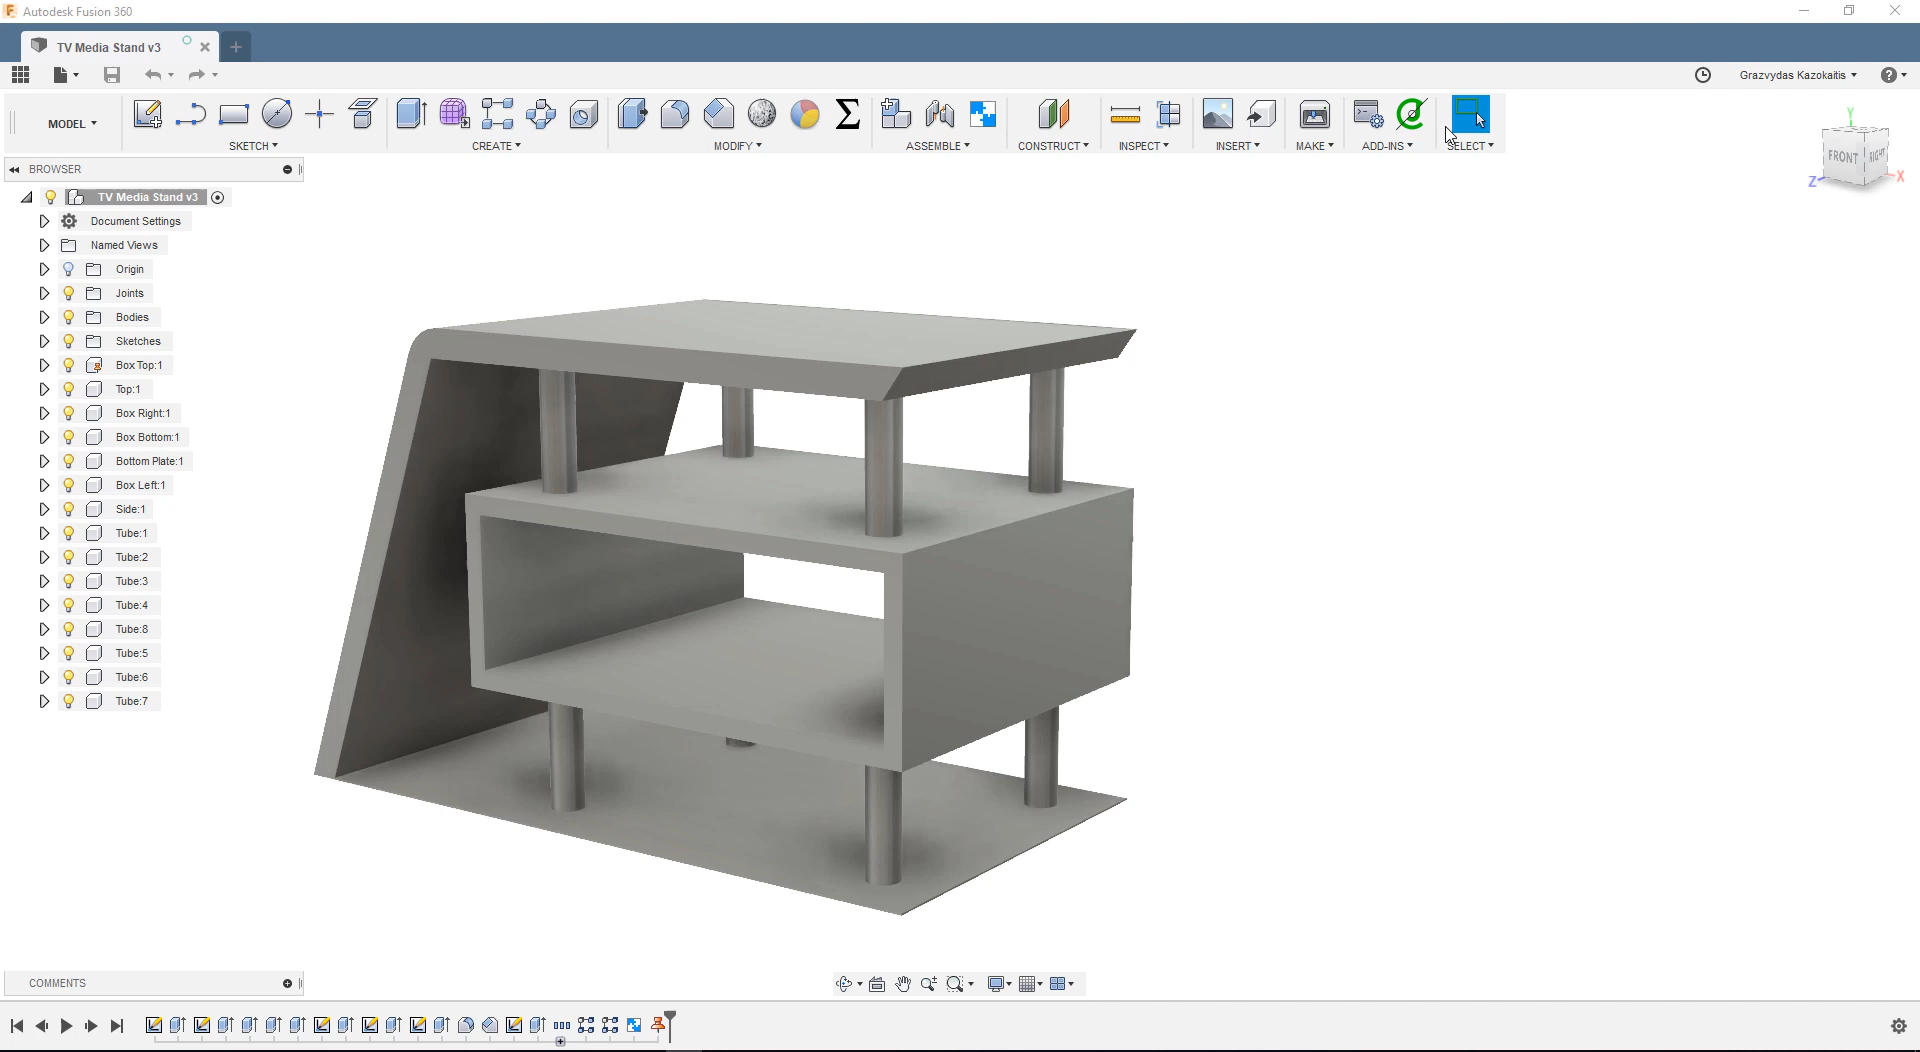 Autodesk Fusion 360
TV Media Stand v3
Grazvydas Kazokaitis
MODEL
SKETCH
CREATE
MODIFY
ASSEMBLE
CONSTRUCT
INSPECT
INSERT
MAKE
ADD-INS
SELECT
Y
FRONT
RIGHT
Z
X
BROWSER
TV Media Stand v3
Document Settings
Named Views
Origin
Joints
Bodies
Sketches
Box Top:1
Top:1
Box Right:1
Box Bottom:1
Bottom Plate:1
Box Left:1
Side:1
Tube:1
Tube:2
Tube:3
Tube:4
Tube:8
Tube:5
Tube:6
Tube:7
COMMENTS